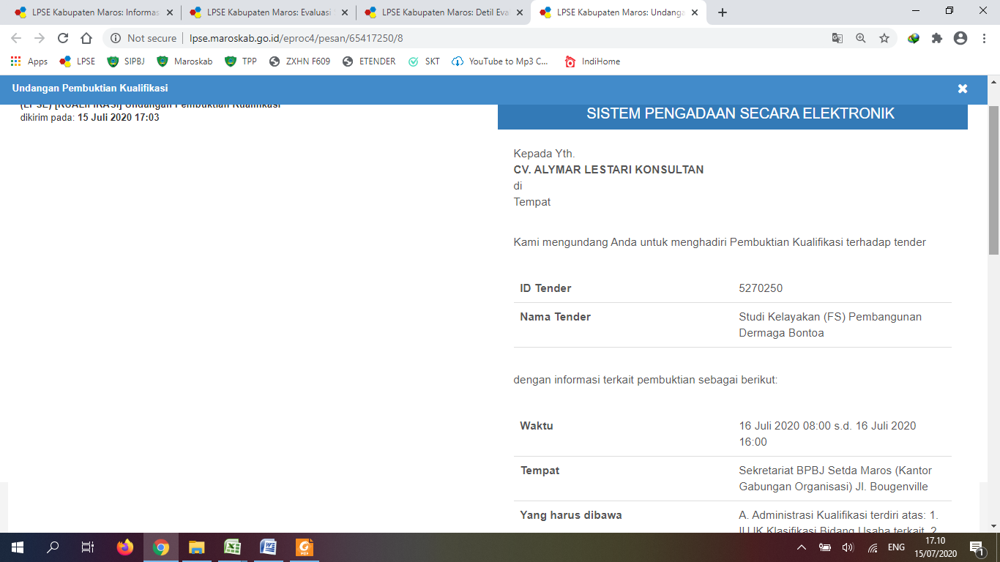 LPSE Kabupaten Maros: Informas
LPSE Kabupaten Maros: Evaluasi
LPSE Kabupaten Maros: Detil Eval
LPSE Kabupaten Maros: Undanga
Not secure
lpse.maroskab.go.id/eproc4/pesan/65417250/8
Apps
LPSE
SIPBJ
Maroskab
TPP
ZXHN F609
ETENDER
SKT
YouTube to Mp3 C...
IndiHome
Undangan Pembuktian Kualifikasi
(LPSE) [KUALIFIKASI] Undangan Pembuktian Kualifikasi
dikirim pada: 15 Juli 2020 17:03
SISTEM PENGADAAN SECARA ELEKTRONIK
Kepada Yth.
CV. ALYMAR LESTARI KONSULTAN
di
Tempat
Kami mengundang Anda untuk menghadiri Pembuktian Kualifikasi terhadap tender
ID Tender 5270250
Nama Tender Studi Kelayakan (FS) Pembangunan
Dermaga Bontoa
dengan informasi terkait pembuktian sebagai berikut:
Waktu 16 Juli 2020 08:00 s.d. 16 Juli 2020
16:00
Tempat Sekretariat BPBJ Setda Maros (Kantor
Gabungan Organisasi) Jl. Bougenville
Yang harus dibawa A. Administrasi Kualifikasi terdiri atas: 1.
IUJK Klasifikasi Bidang Usaha terkait 2
PDF
ENG
17.10
15/07/2020
1